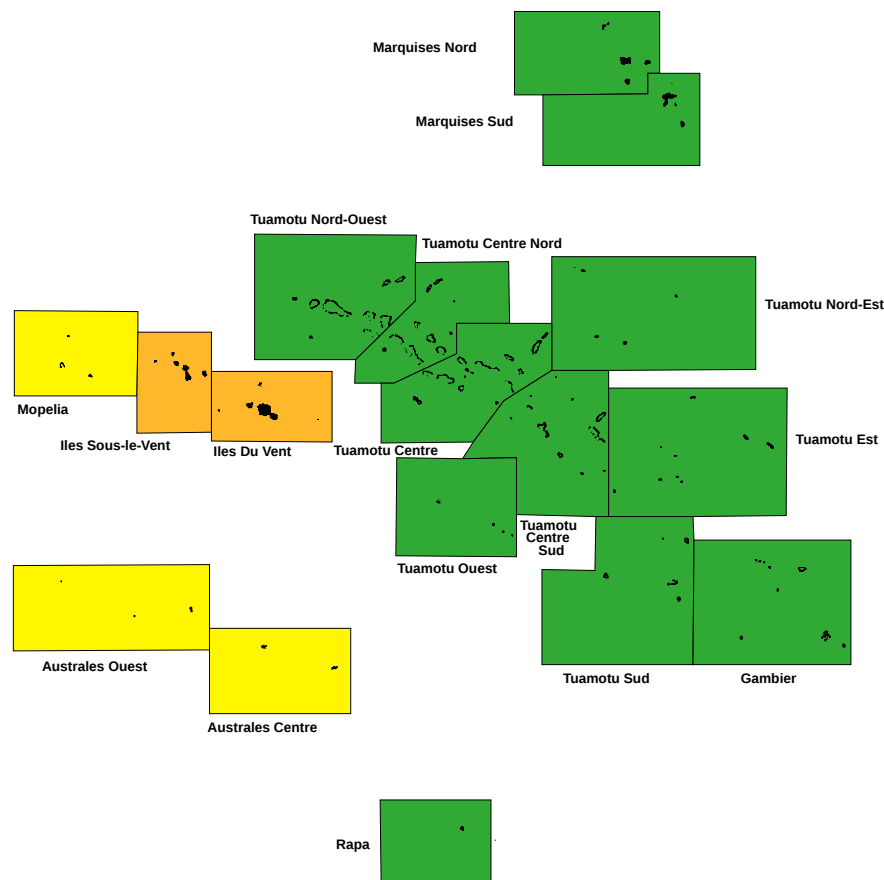 Marquises Nord
Marquises Sud
Tuamotu Nord-Ouest
Tuamotu Centre Nord
Tuamotu Nord-Est
Mopelia
Iles Sous-le-Vent
Iles Du Vent
Tuamotu Centre
Tuamotu Est
Tuamotu
Centre
Sud
Tuamotu Ouest
Australes Ouest
Tuamotu Sud
Gambier
Australes Centre
Rapa